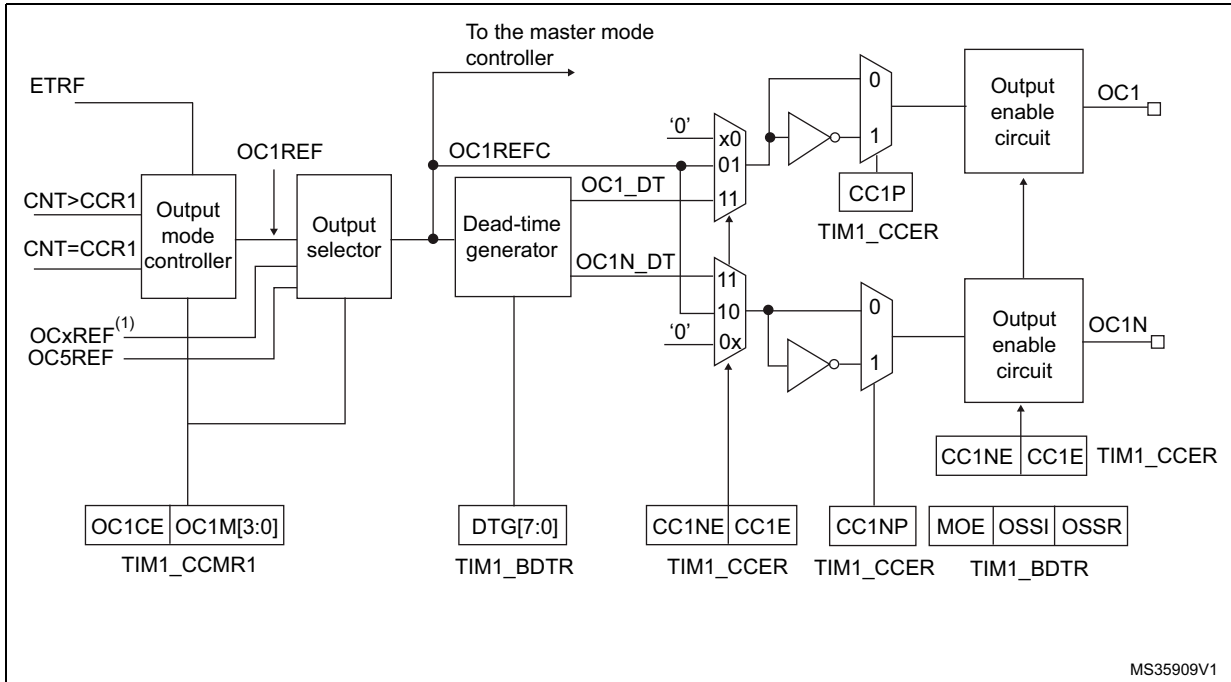 To the master mode
controller
ETRF
OC1REF
CNT>CCR1
CNT=CCR1
Output
mode
controller
Output
selector
OCxREF(1)
OC5REF
OC1REFC
Dead-time
generator
OC1_DT
OC1N_DT
‘0’
x0
01
11
11
10
‘0’
0x
0
1
CC1P
TIM1_CCER
0
1
Output
enable
circuit
OC1
Output
enable
circuit
OC1N
CC1NE CC1E TIM1_CCER
OC1CE OC1M[3:0]
TIM1_CCMR1
DTG[7:0]
TIM1_BDTR
CC1NE CC1E
TIM1_CCER
CC1NP
TIM1_CCER
MOE OSSI OSSR
TIM1_BDTR
MS35909V1